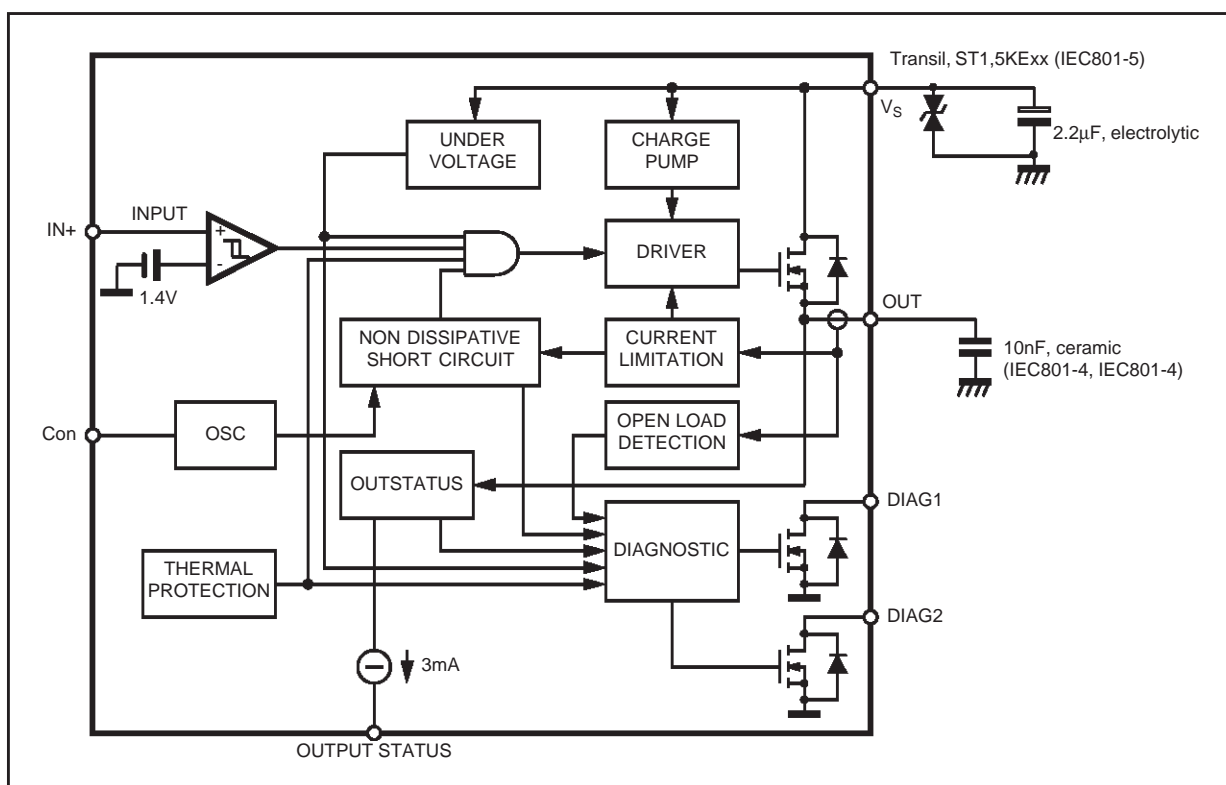 Transil, ST1,5KExx (IEC801-5)
VS
2.2μF, electrolytic
UNDER
VOLTAGE
CHARGE
PUMP
IN+
INPUT
+
-
1.4V
DRIVER
OUT
10nF, ceramic
(IEC801-4, IEC801-4)
NON DISSIPATIVE
SHORT CIRCUIT
CURRENT
LIMITATION
Con
OSC
OPEN LOAD
DETECTION
OUTSTATUS
DIAG1
DIAGNOSTIC
THERMAL
PROTECTION
DIAG2
3mA
OUTPUT STATUS